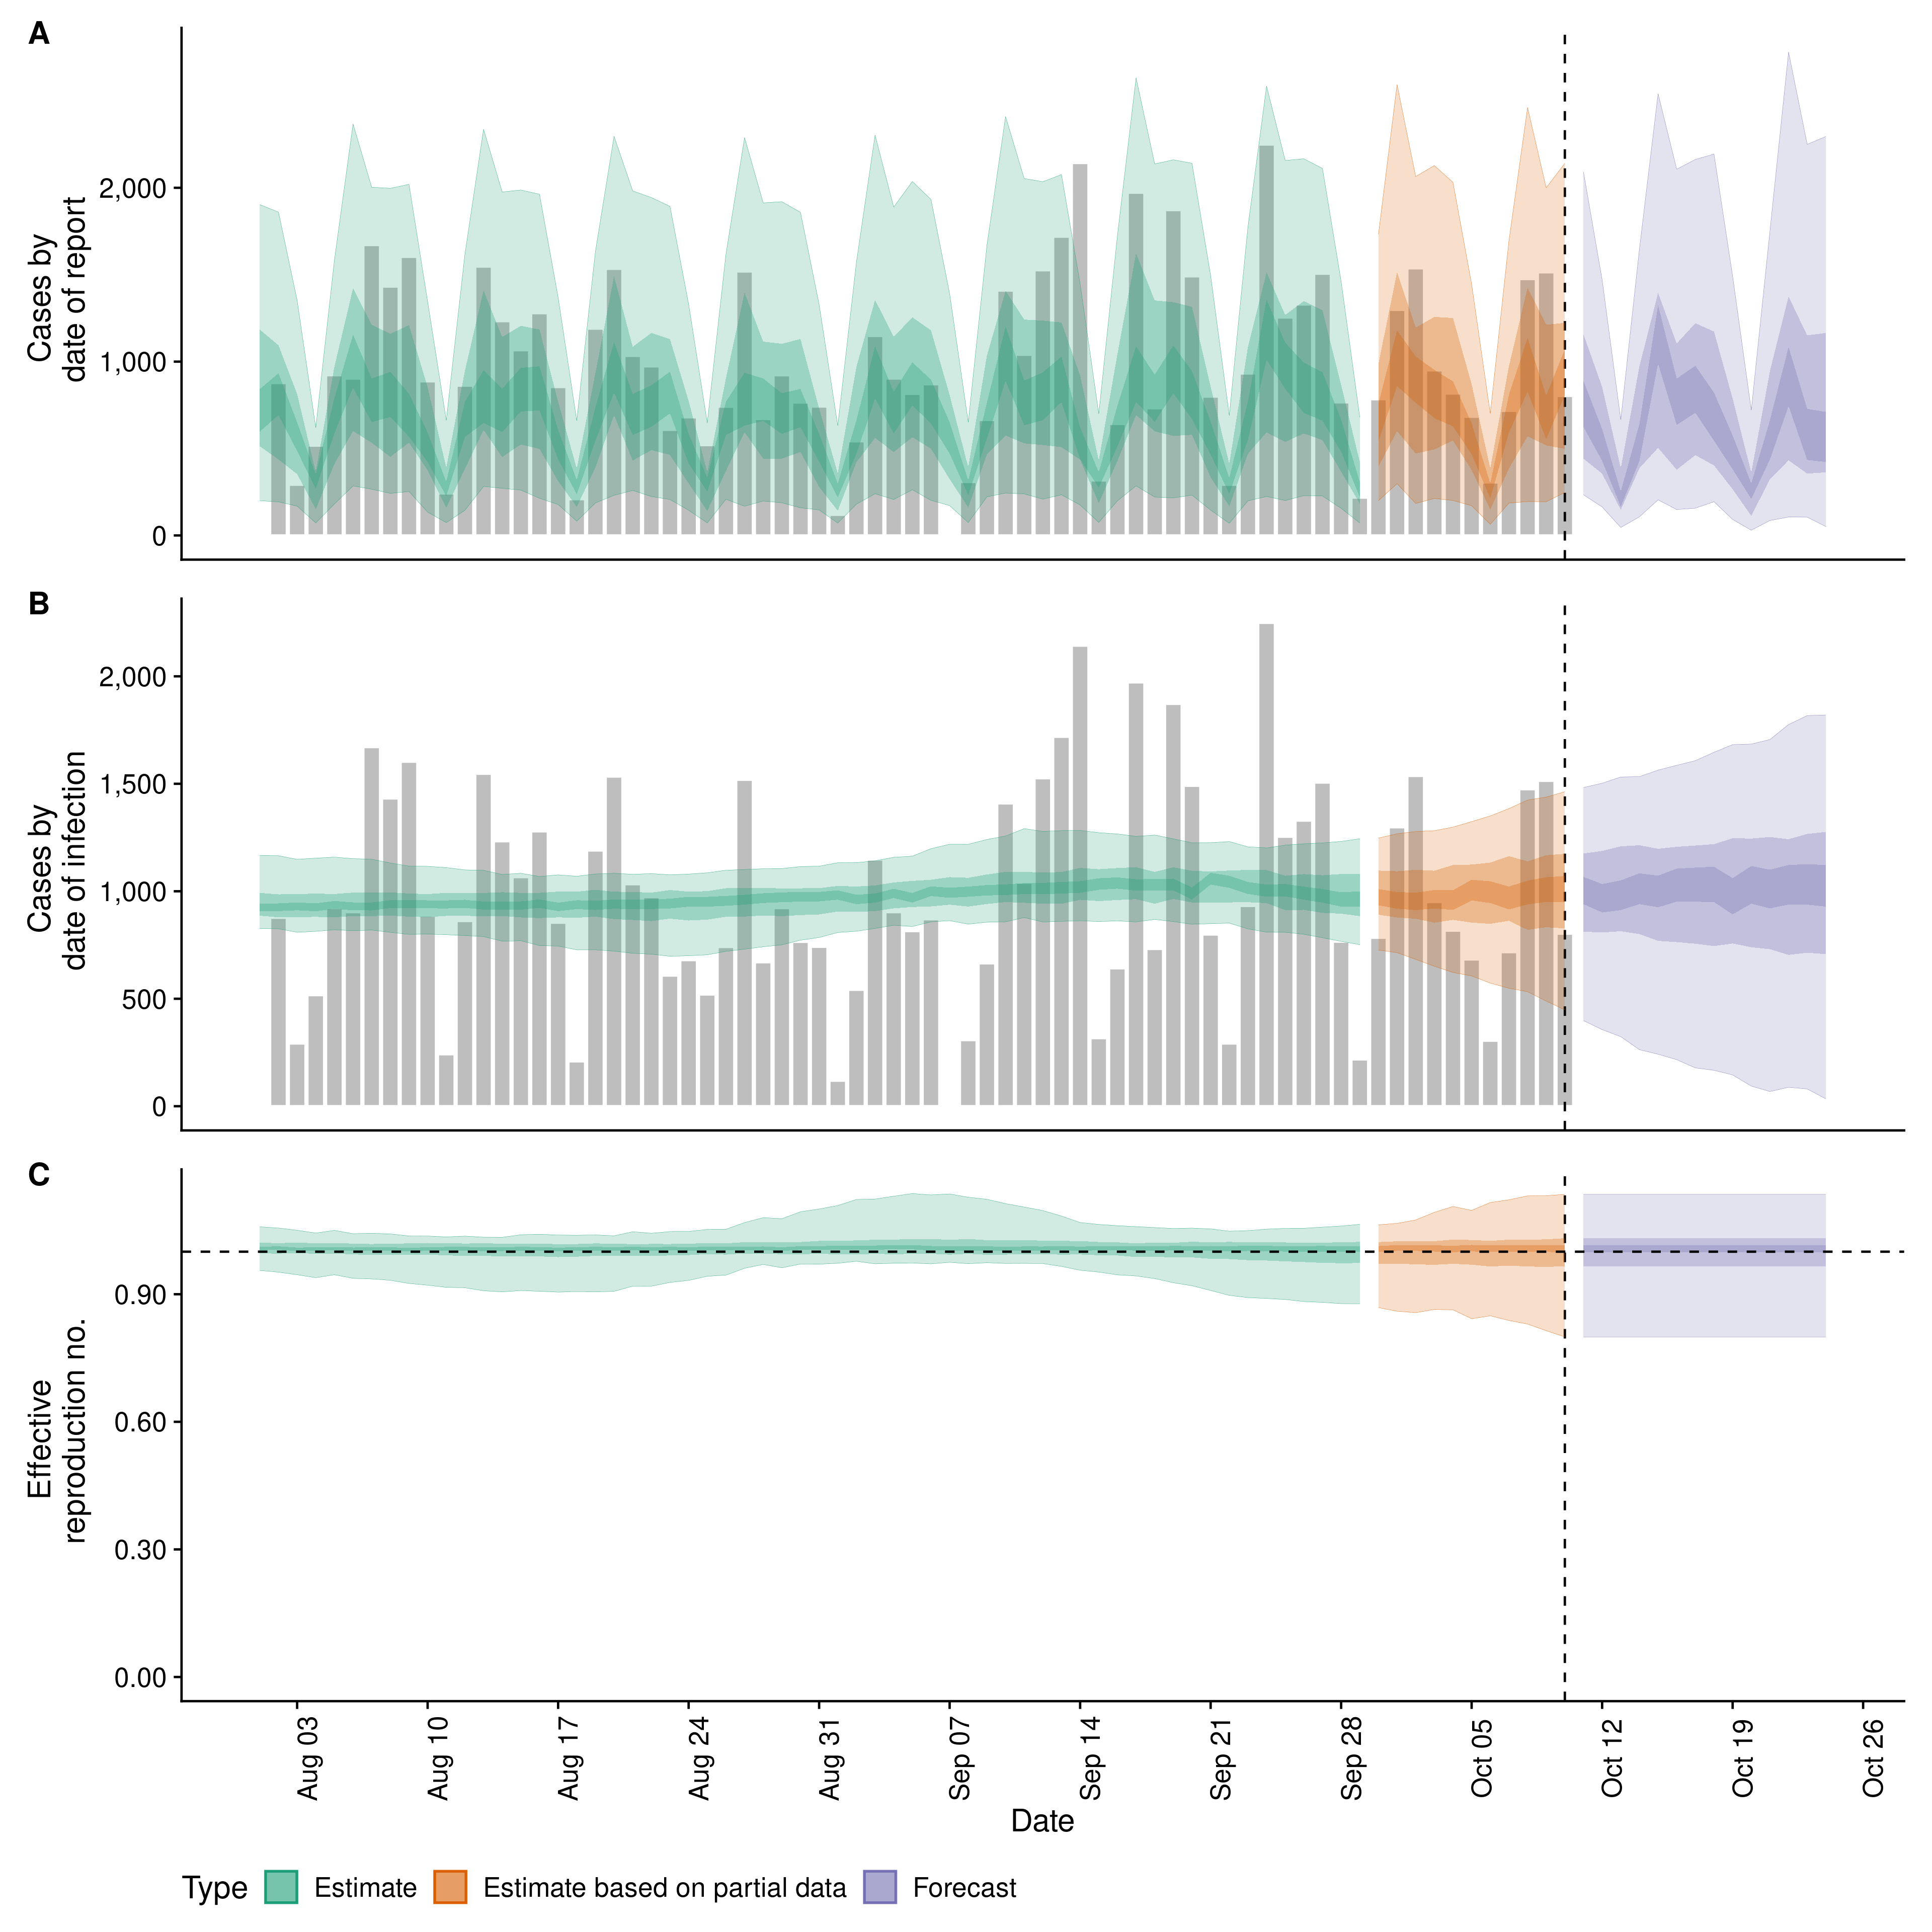 A
Cases by
date of report
2,000
1,000
0
B
Cases by
date of infection
2,000
1,500
1,000
500
0
C
Effective
reproduction no.
0.90
0.60
0.30
0.00
Aug 03
Aug 10
Aug 17
Aug 24
Aug 31
Sep 07
Sep 14
Sep 21
Sep 28
Oct 05
Oct 12
Oct 19
Oct 26
Date
Type Estimate Estimate based on partial data Forecast